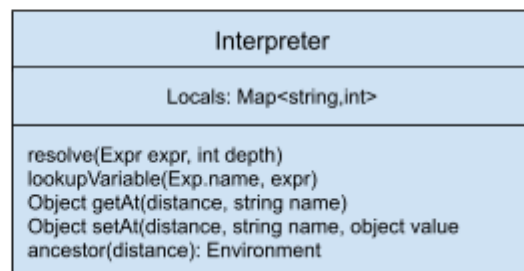 Interpreter
Locals: Map<string,int>
resolve(Expr expr, int depth)
lookupVariable(Exp.name, expr)
Object getAt(distance, string name)
Object setAt(distance, string name, object value
ancestor(distance): Environment